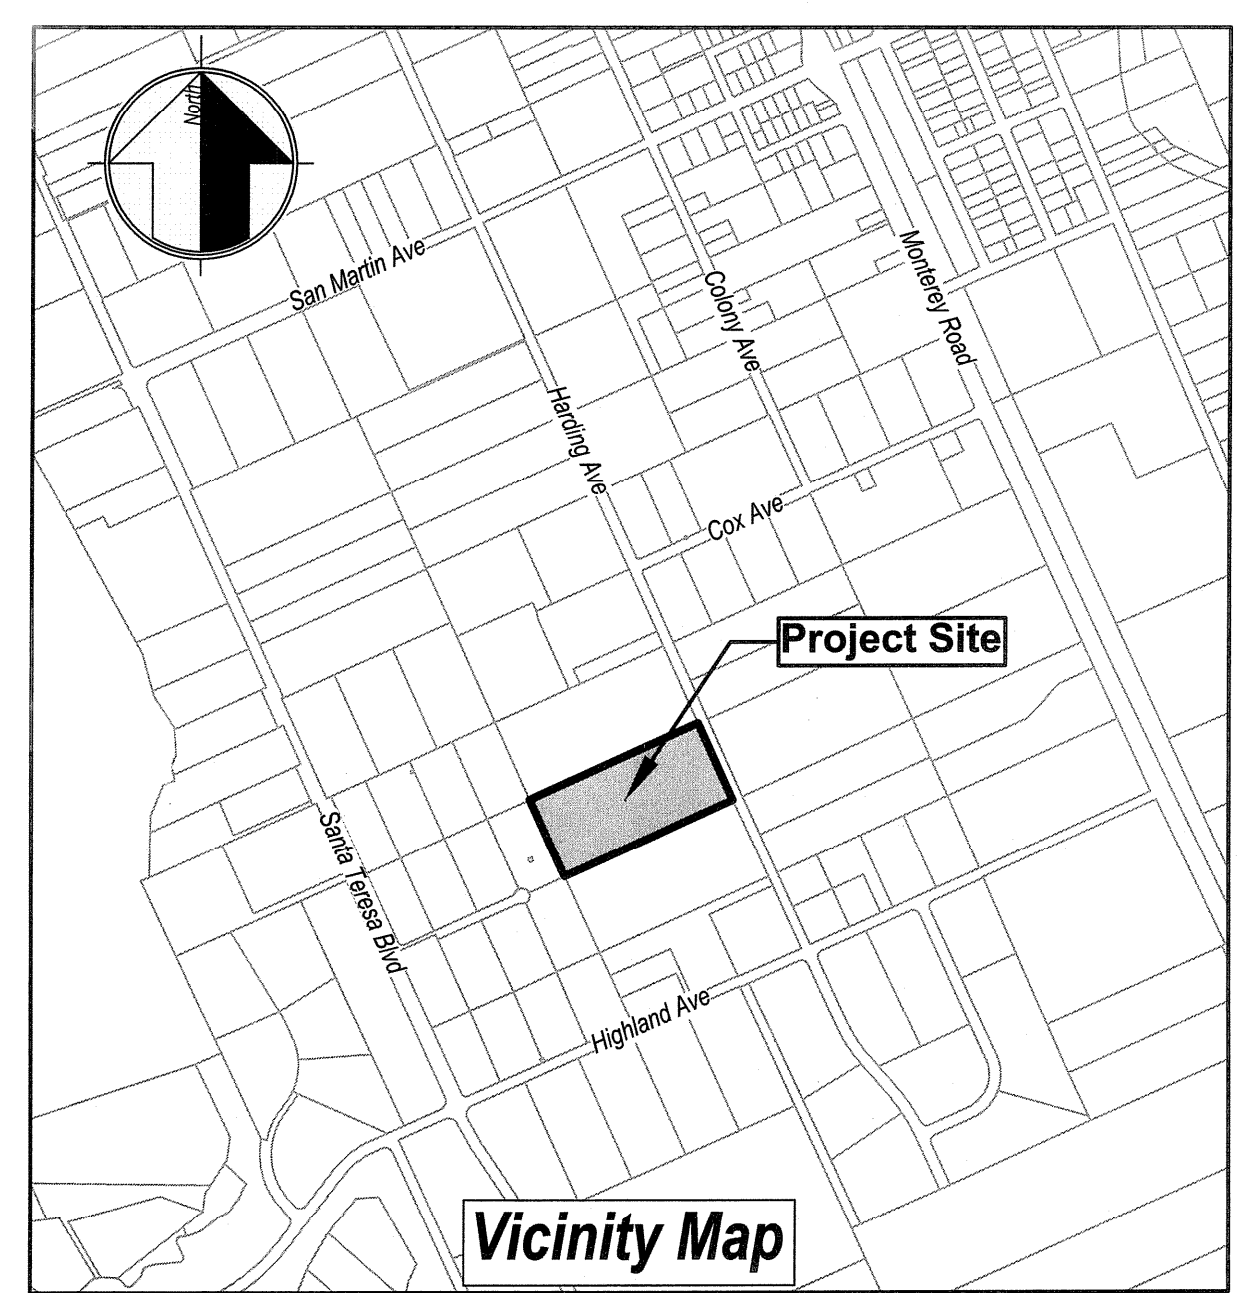 North
San Martin Ave
Monterey Road
Colony Ave
Harding Ave
Cox Ave
Project Site
Santa Teresa Blvd
Highland Ave
Vicinity Map